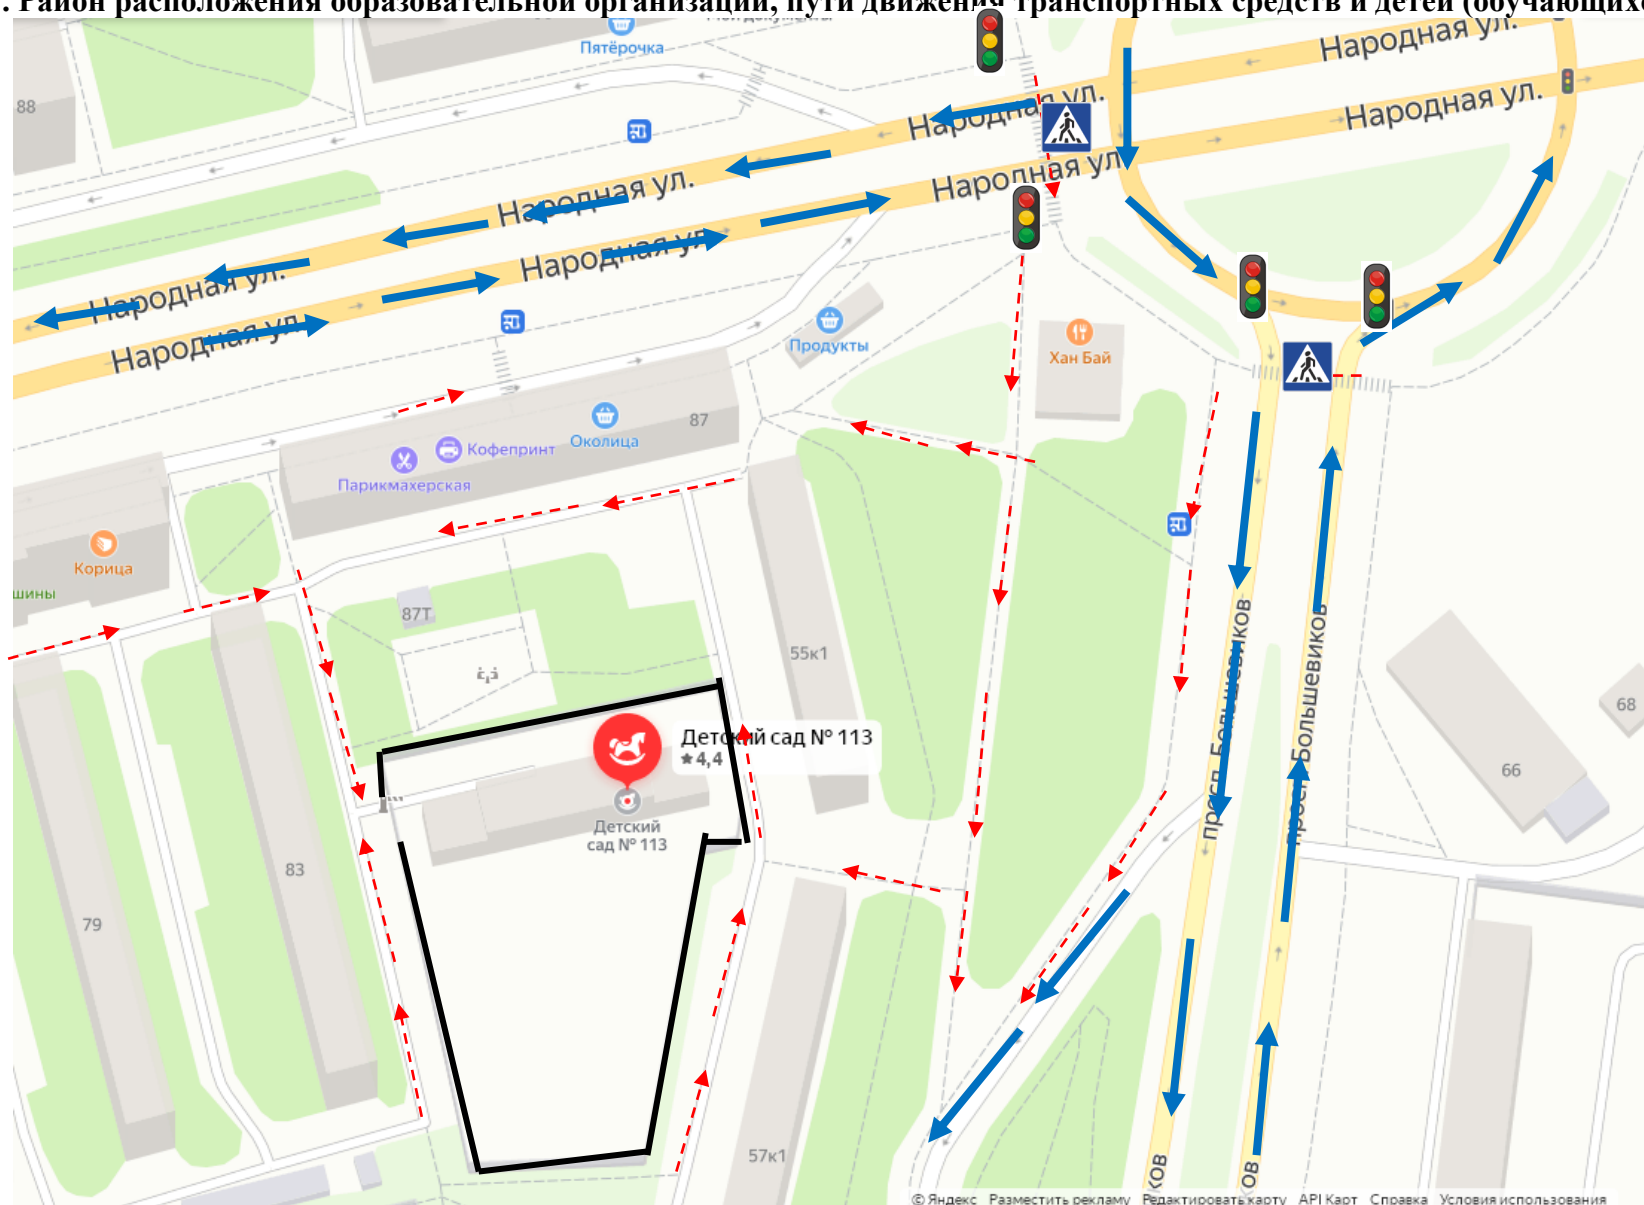 . Район расположения образовательной организации, пути движения транспортных средств и детей (обучающихс
Пятёрочка
Народная ул.
88
Народная ул.
Народная ул.
Народная ул.
Народная ул.
Народная ул.
Народная ул.
Народная ул.
Продукты
Хан Бай
87
Околица
Кофепринт
Парикмахерская
Корица
шины
87Т
55к1
просп. Большевиков
просп. Большевиков
68
Детский сад № 113
4,4
66
Детский
сад № 113
83
79
57к1
ков
ков
© Яндекс Разместить рекламу Редактировать карту API Карт Справка Условия использования